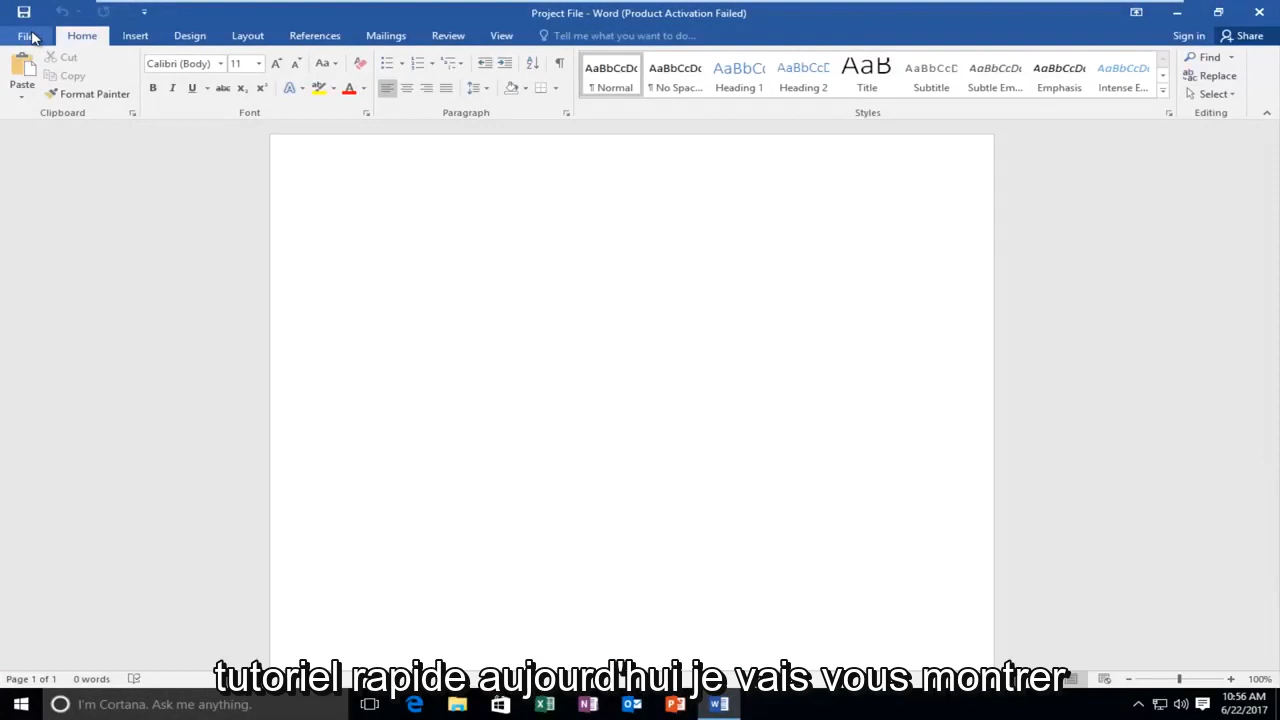 Project File - Word (Product Activation Failed)
File Home Insert Design Layout References Mailings Review View Tell me what you want to do... Sign in Share
Paste
Cut
Copy
Format Painter
Clipboard
Calibri (Body) 11
Font
Paragraph
AaBbCcDc AaBbCcDc AaBbCc AaBbCcD AaB AaBbCcD AaBbCcDc AaBbCcDc AaBbCcDc
¶ Normal ¶ No Spac... Heading 1 Heading 2 Title Subtitle Subtle Em... Emphasis Intense E...
Styles
Find
Replace
Select
Editing
tutoriel rapide aujourd'hui je vais vous montrer
Page 1 of 1 0 words 100%
I'm Cortana. Ask me anything.
10:56 AM
6/22/2017